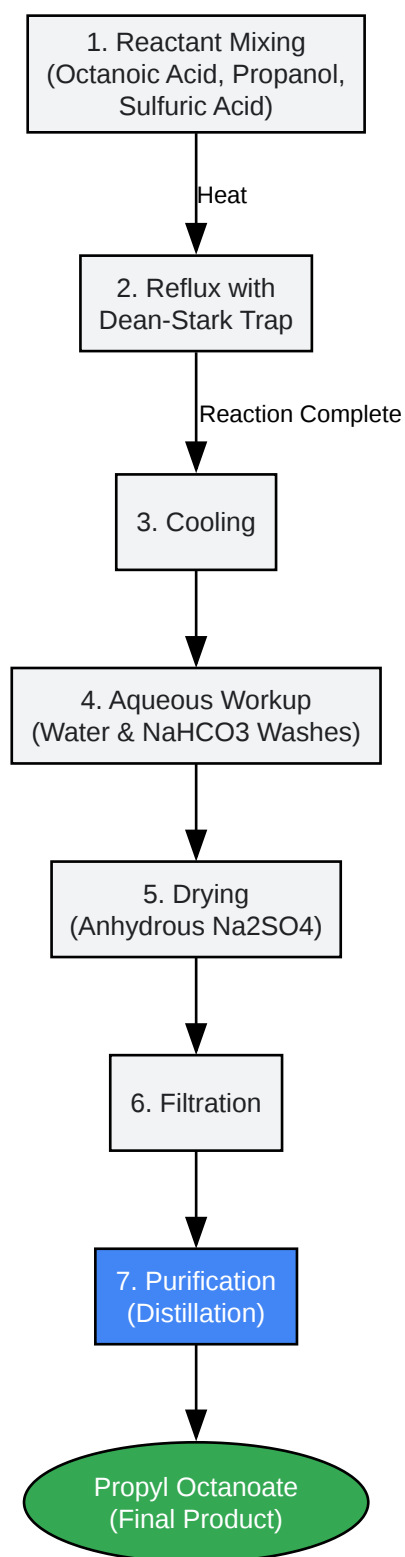 1. Reactant Mixing
(Octanoic Acid, Propanol,
Sulfuric Acid)
Heat
2. Reflux with
Dean-Stark Trap
Reaction Complete
3. Cooling
4. Aqueous Workup
(Water & NaHCO3 Washes)
5. Drying
(Anhydrous Na2SO4)
6. Filtration
7. Purification
(Distillation)
Propyl Octanoate
(Final Product)